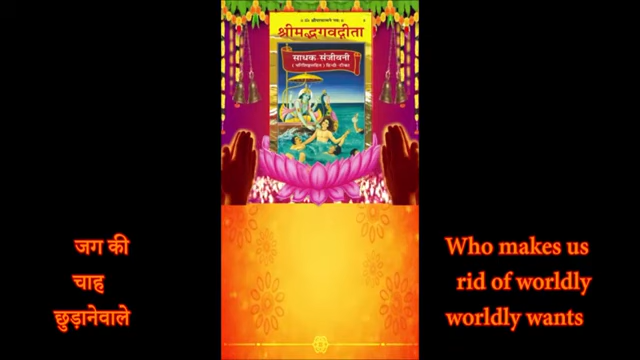 श्रीमद्भगवद्गीता
साधक-संजीवनी
जग की
चाह
छुड़ानेवाले
Who makes us
rid of worldly
worldly wants